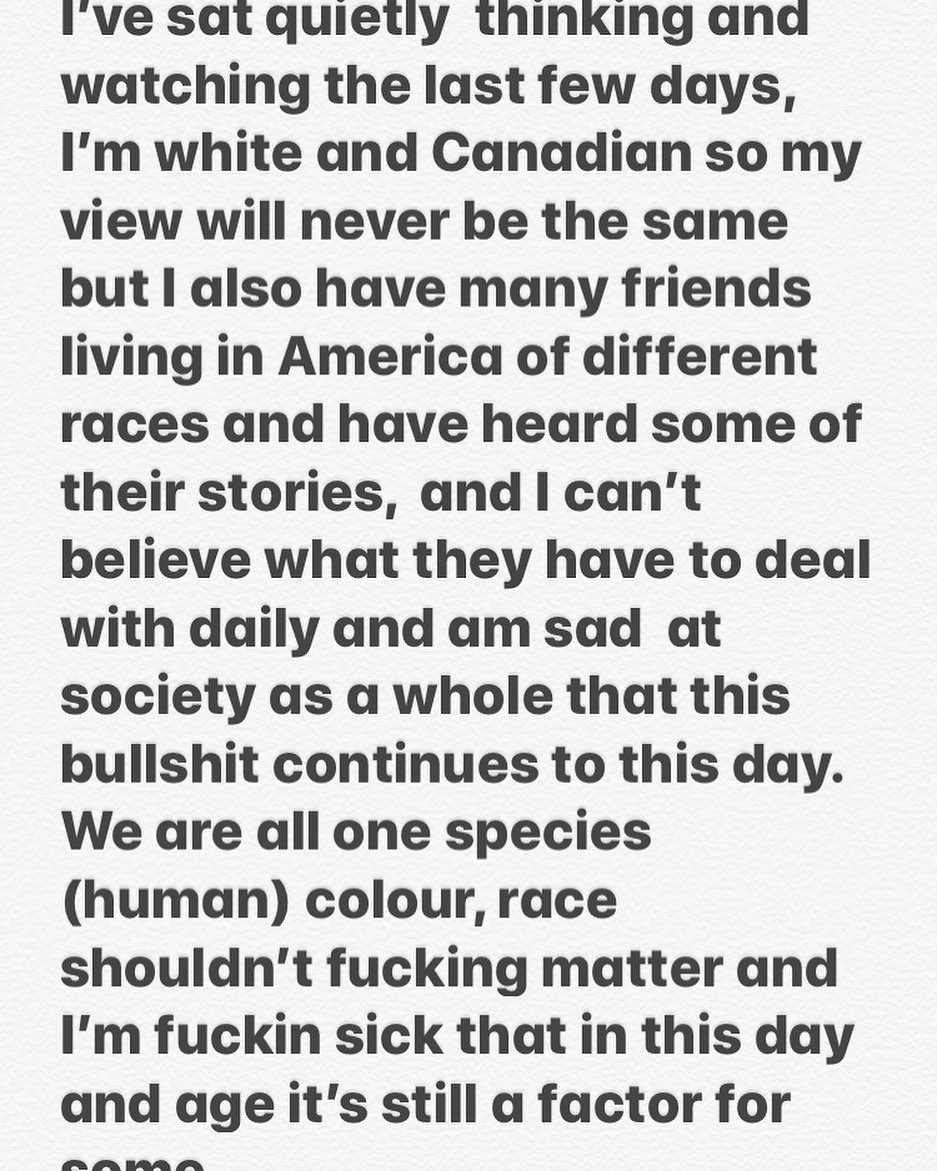 I’ve sat quietly  thinking and
watching the last few days,
I’m white and Canadian so my
view will never be the same
but I also have many friends
living in America of different
races and have heard some of
their stories,  and I can’t
believe what they have to deal
with daily and am sad  at
society as a whole that this
bullshit continues to this day.
We are all one species
(human) colour, race
shouldn’t fucking matter and
I’m fuckin sick that in this day
and age it’s still a factor for
some